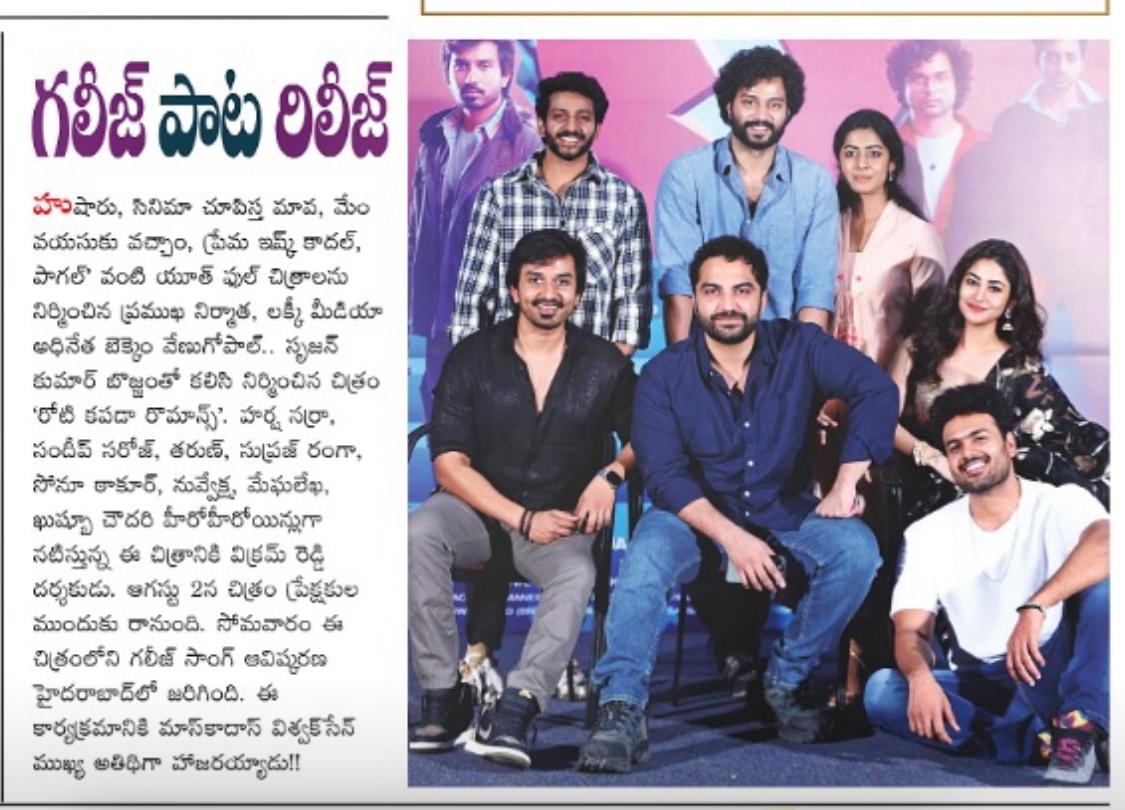 గలీజ్ పాట రిలీజ్
హుషారు, సినిమా చూపిస్త మావ, మేం
వయసుకు వచ్చాం, ప్రేమ ఇష్క్ కాదల్,
పాగల్' వంటి యూత్ ఫుల్ చిత్రాలను
నిర్మించిన ప్రముఖ నిర్మాత, లక్కీ మీడియా
అధినేత బెక్కెం వేణుగోపాల్.. సృజన్
కుమార్ బొజ్జంతో కలిసి నిర్మించిన చిత్రం
'రోటి కపడా రొమాన్స్'. హర్ష నర్రా,
సందీప్ సరోజ్, తరుణ్, సుప్రజ్ రంగా,
సోనూ ఠాకూర్, నువ్వేక్ష, మేఘలేఖ,
ఖుష్బూ చౌదరి హీరోహీరోయిన్లుగా
నటిస్తున్న ఈ చిత్రానికి విక్రమ్ రెడ్డి
దర్శకుడు. ఆగస్టు 2న చిత్రం ప్రేక్షకుల
ముందుకు రానుంది. సోమవారం ఈ
చిత్రంలోని గలీజ్ సాంగ్ ఆవిష్కరణ
హైదరాబాద్‌లో జరిగింది. ఈ
కార్యక్రమానికి మాస్‌కాదాస్ విశ్వక్‌సేన్
ముఖ్య అతిథిగా హాజరయ్యాడు!!